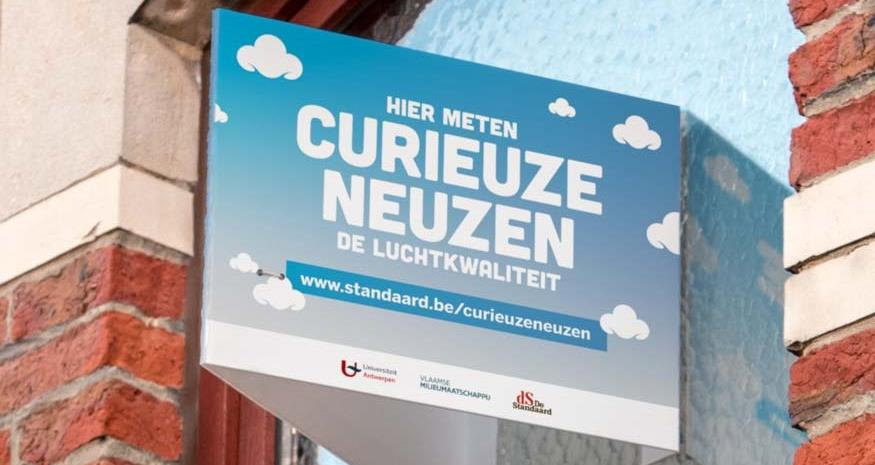 HIER METEN
CURIEUZE
NEUZEN
DE LUCHTKWALITEIT
www.standaard.be/curieuzeneuzen
Universiteit
Antwerpen
VLAAMSE
MILIEUMAATSCHAPPIJ
dS De
Standaard